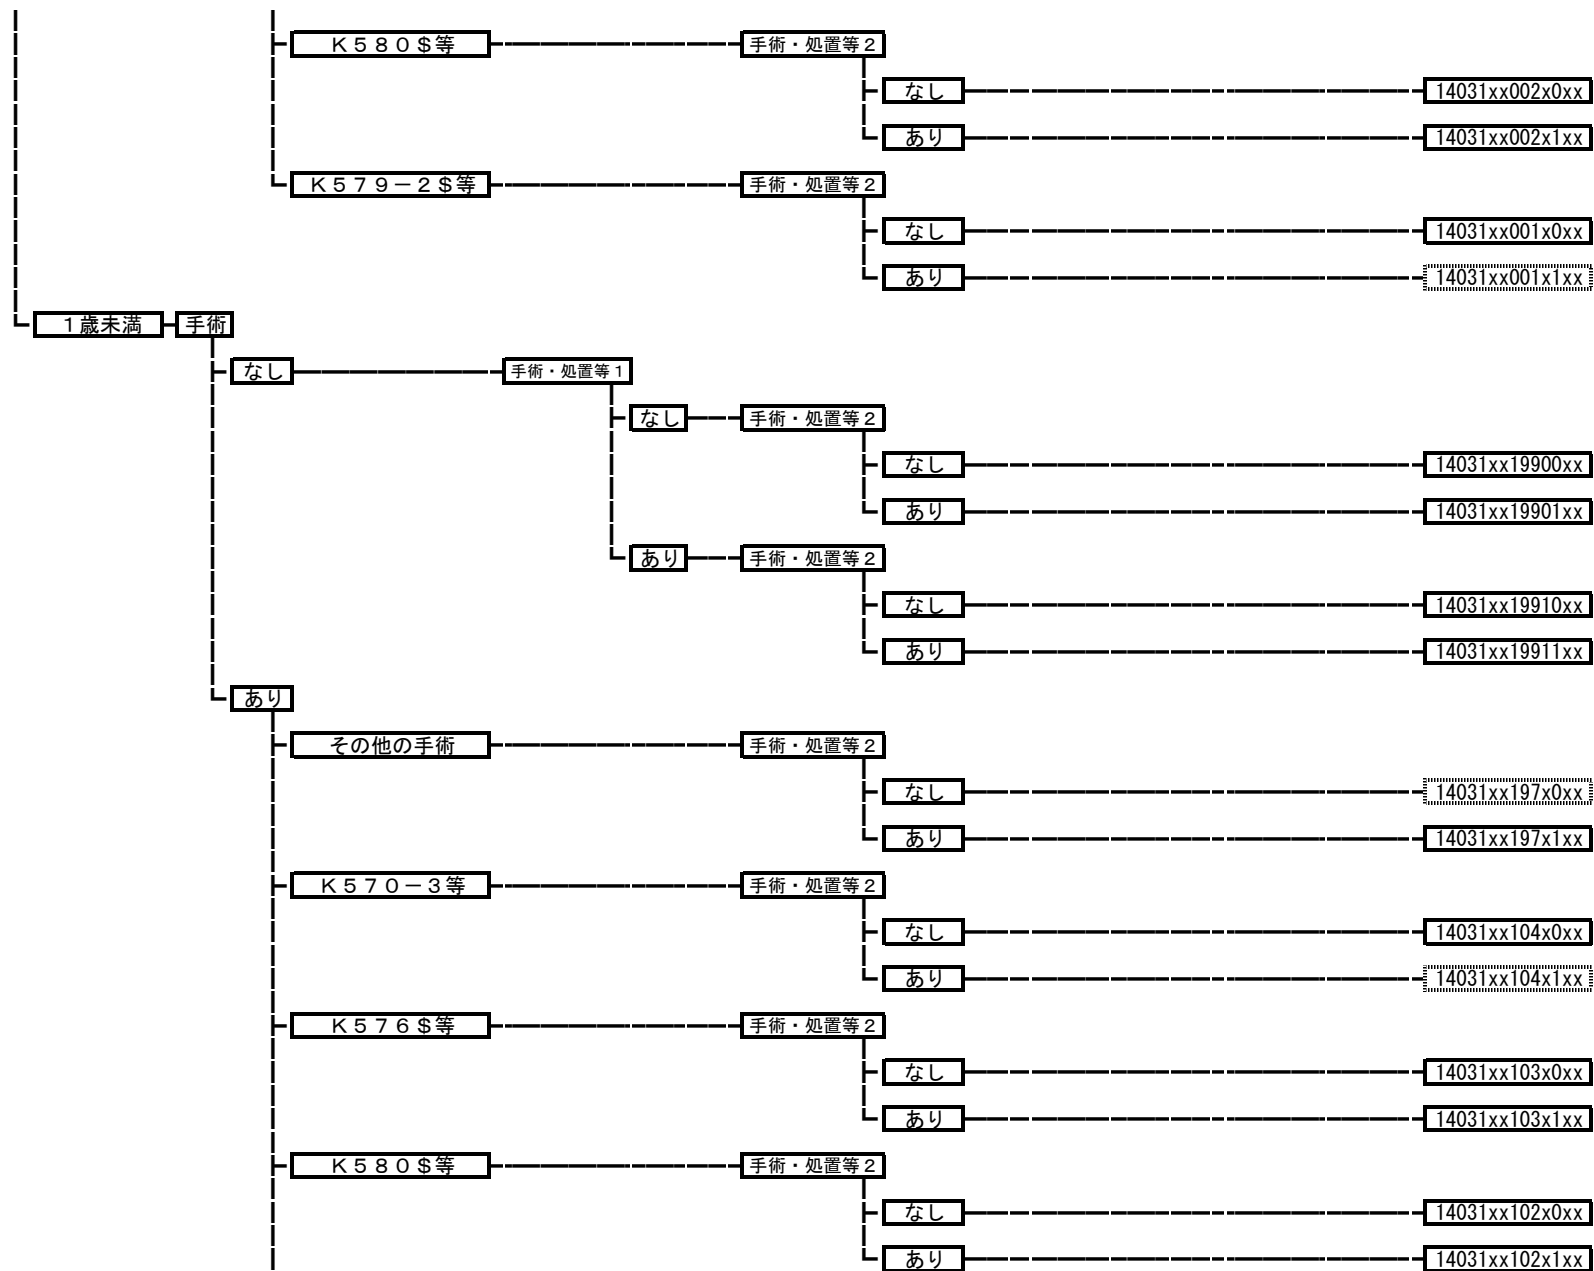 K580$等 手術・処置等2
なし 14031xx002x0xx
あり 14031xx002x1xx
K579-2$等 手術・処置等2
なし 14031xx001x0xx
あり 14031xx001x1xx
1歳未満 手術
なし 手術・処置等1
なし 手術・処置等2
なし 14031xx19900xx
あり 14031xx19901xx
あり 手術・処置等2
なし 14031xx19910xx
あり 14031xx19911xx
あり
その他の手術 手術・処置等2
なし 14031xx197x0xx
あり 14031xx197x1xx
K570-3等 手術・処置等2
なし 14031xx104x0xx
あり 14031xx104x1xx
K576$等 手術・処置等2
なし 14031xx103x0xx
あり 14031xx103x1xx
K580$等 手術・処置等2
なし 14031xx102x0xx
あり 14031xx102x1xx